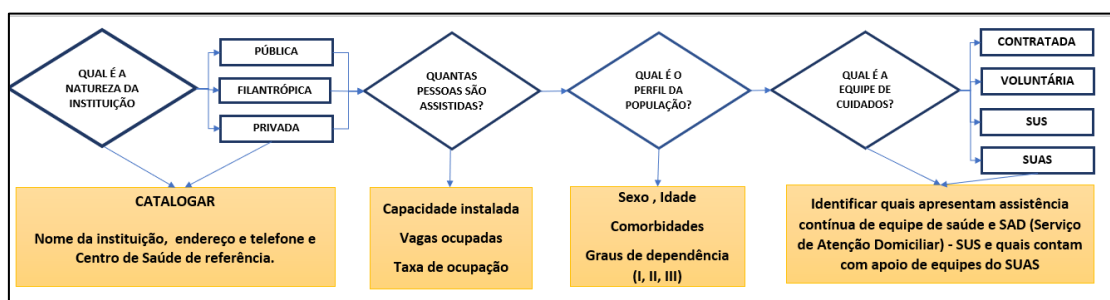 QUAL É A
NATUREZA DA
INSTITUIÇÃO
PÚBLICA
FILANTRÓPICA
PRIVADA
QUANTAS
PESSOAS SÃO
ASSISTIDAS?
QUAL É O
PERFIL DA
POPULAÇÃO?
QUAL É A
EQUIPE DE
CUIDADOS?
CONTRATADA
VOLUNTÁRIA
SUS
SUAS
CATALOGAR
Nome da instituição, endereço e telefone e
Centro de Saúde de referência.
Capacidade instalada
Vagas ocupadas
Taxa de ocupação
Sexo , Idade
Comorbidades
Graus de dependência
(I, II, III)
Identificar quais apresentam assistência
contínua de equipe de saúde e SAD (Serviço
de Atenção Domiciliar) - SUS e quais contam
com apoio de equipes do SUAS